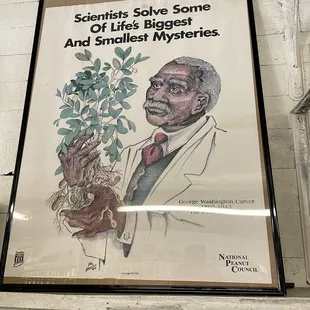 Scientists Solve Some
Of Life's Biggest
And Smallest Mysteries.
George Washington Carver
NATIONAL
PEANUT
COUNCIL